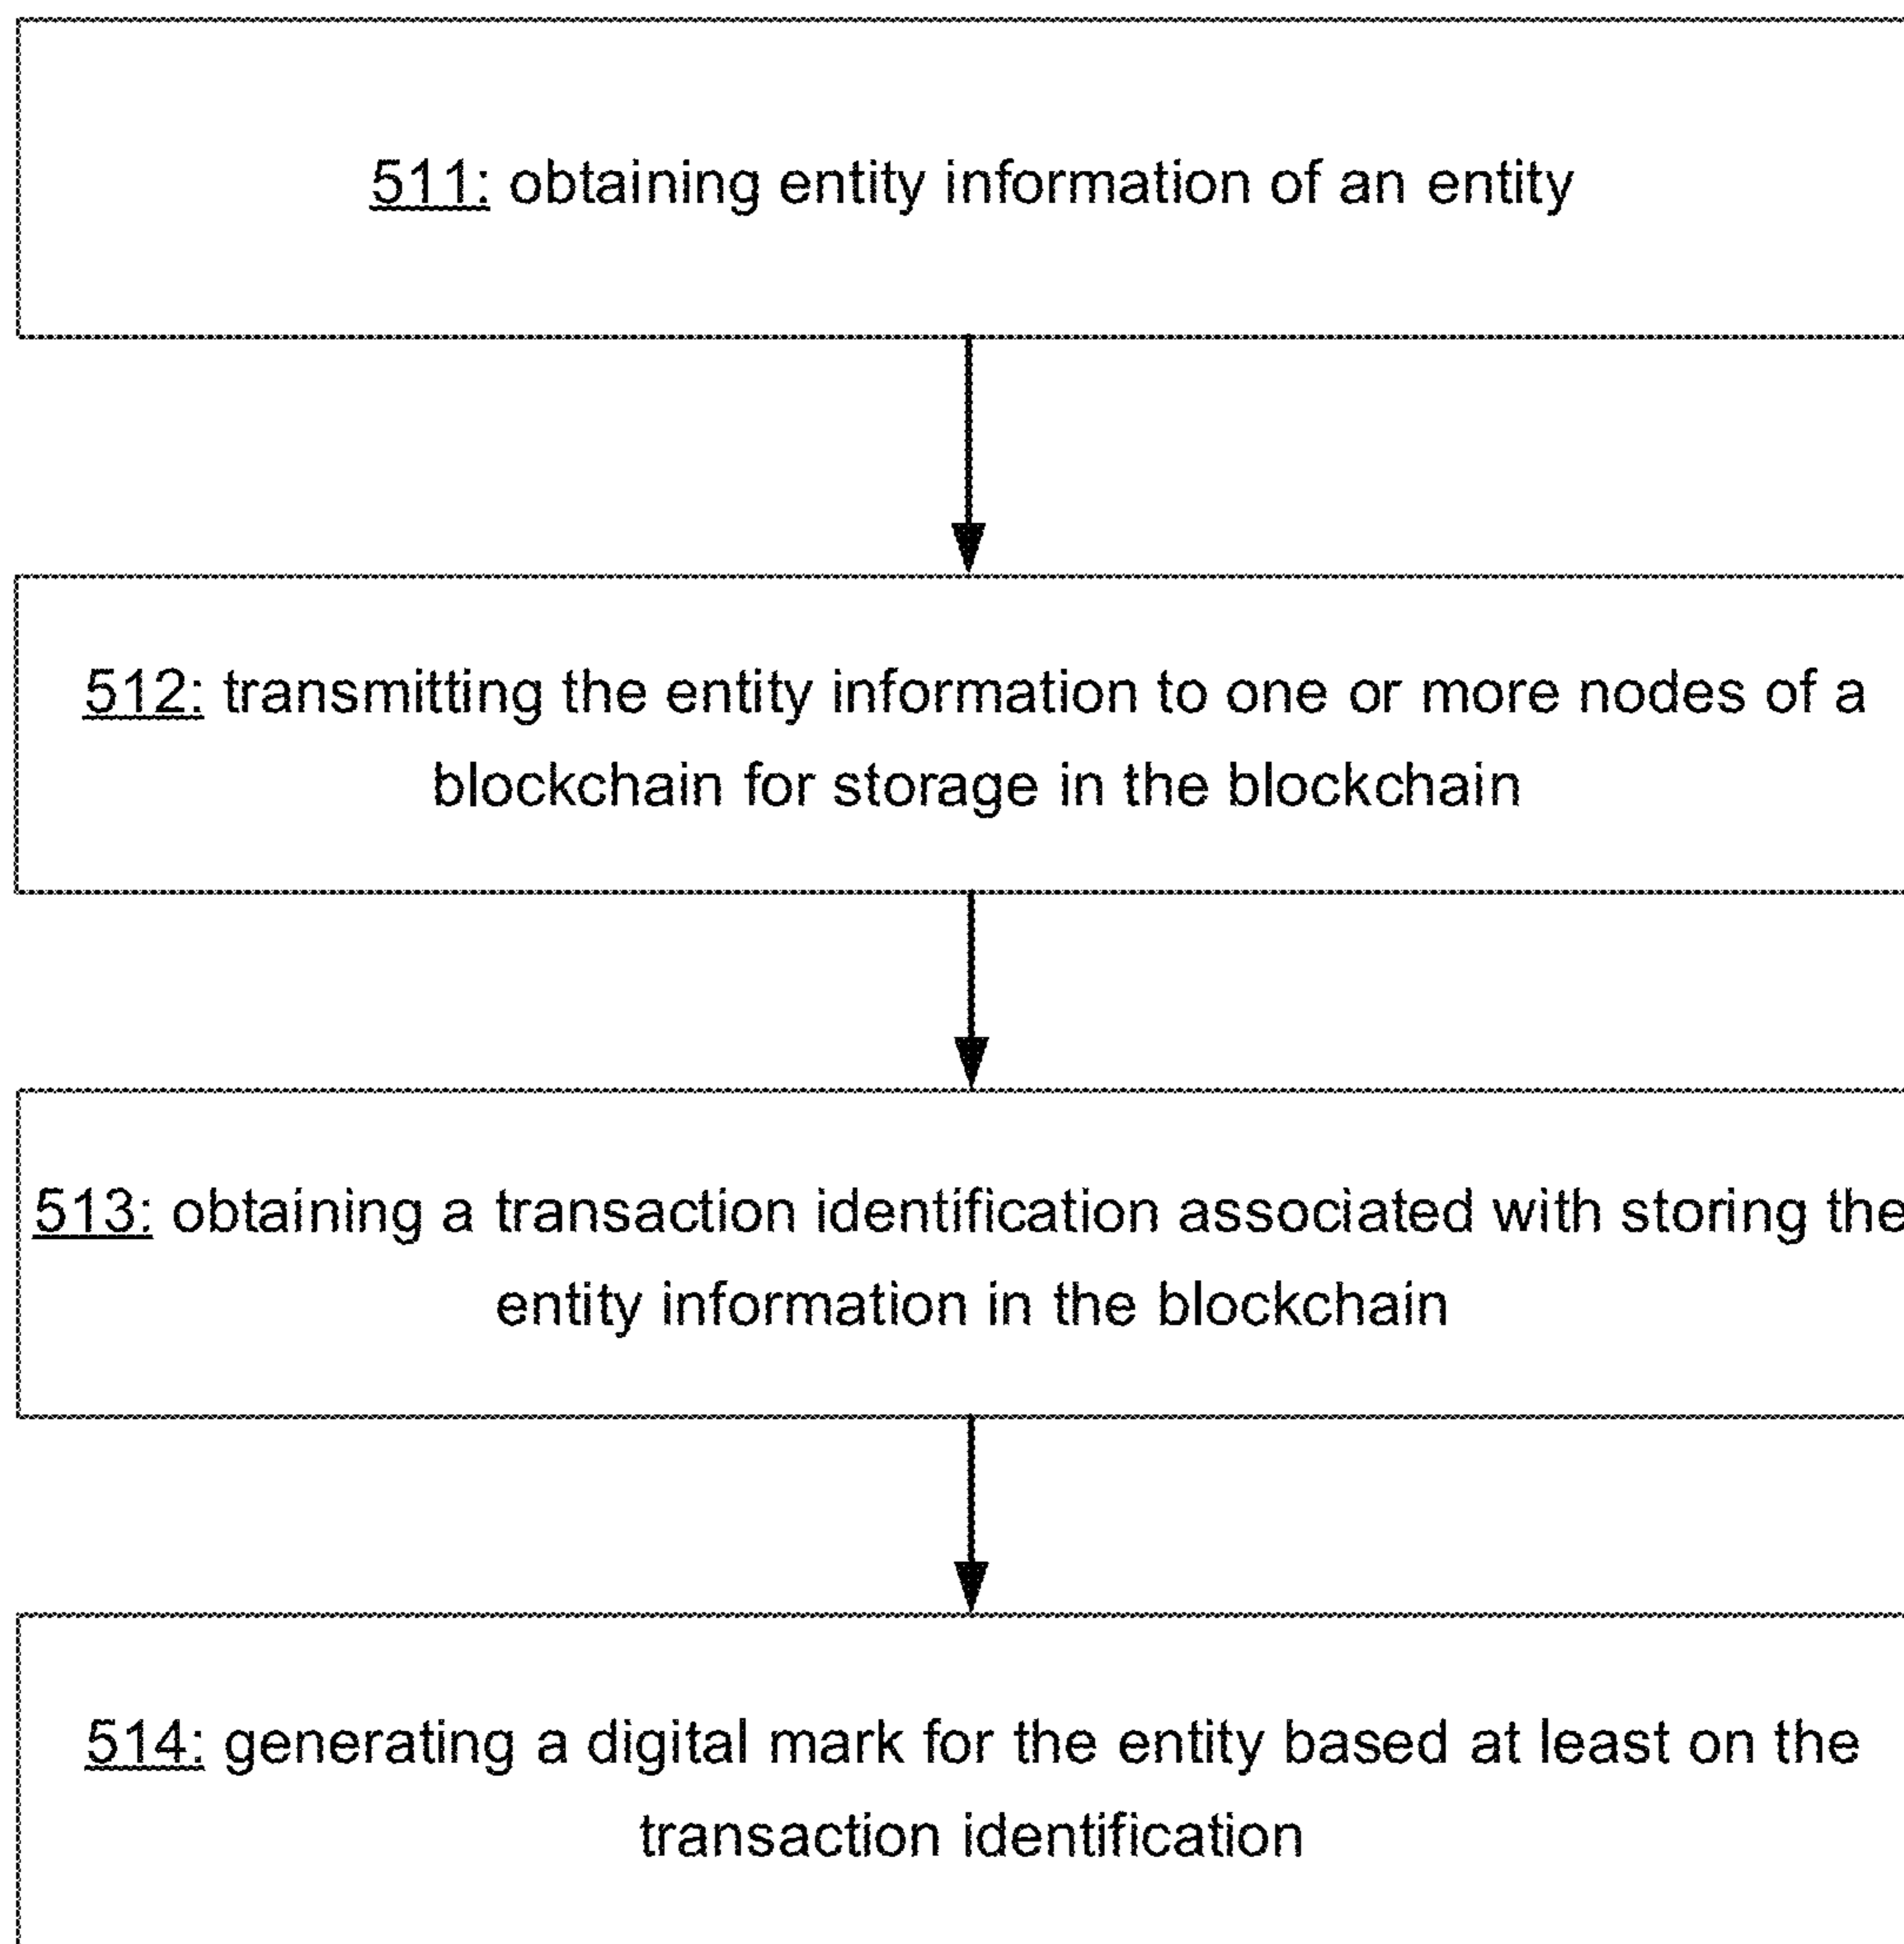 511: obtaining entity information of an entity
512: transmitting the entity information to one or more nodes of a
blockchain for storage in the blockchain
513: obtaining a transaction identification associated with storing the
entity information in the blockchain
514: generating a digital mark for the entity based at least on the
transaction identification